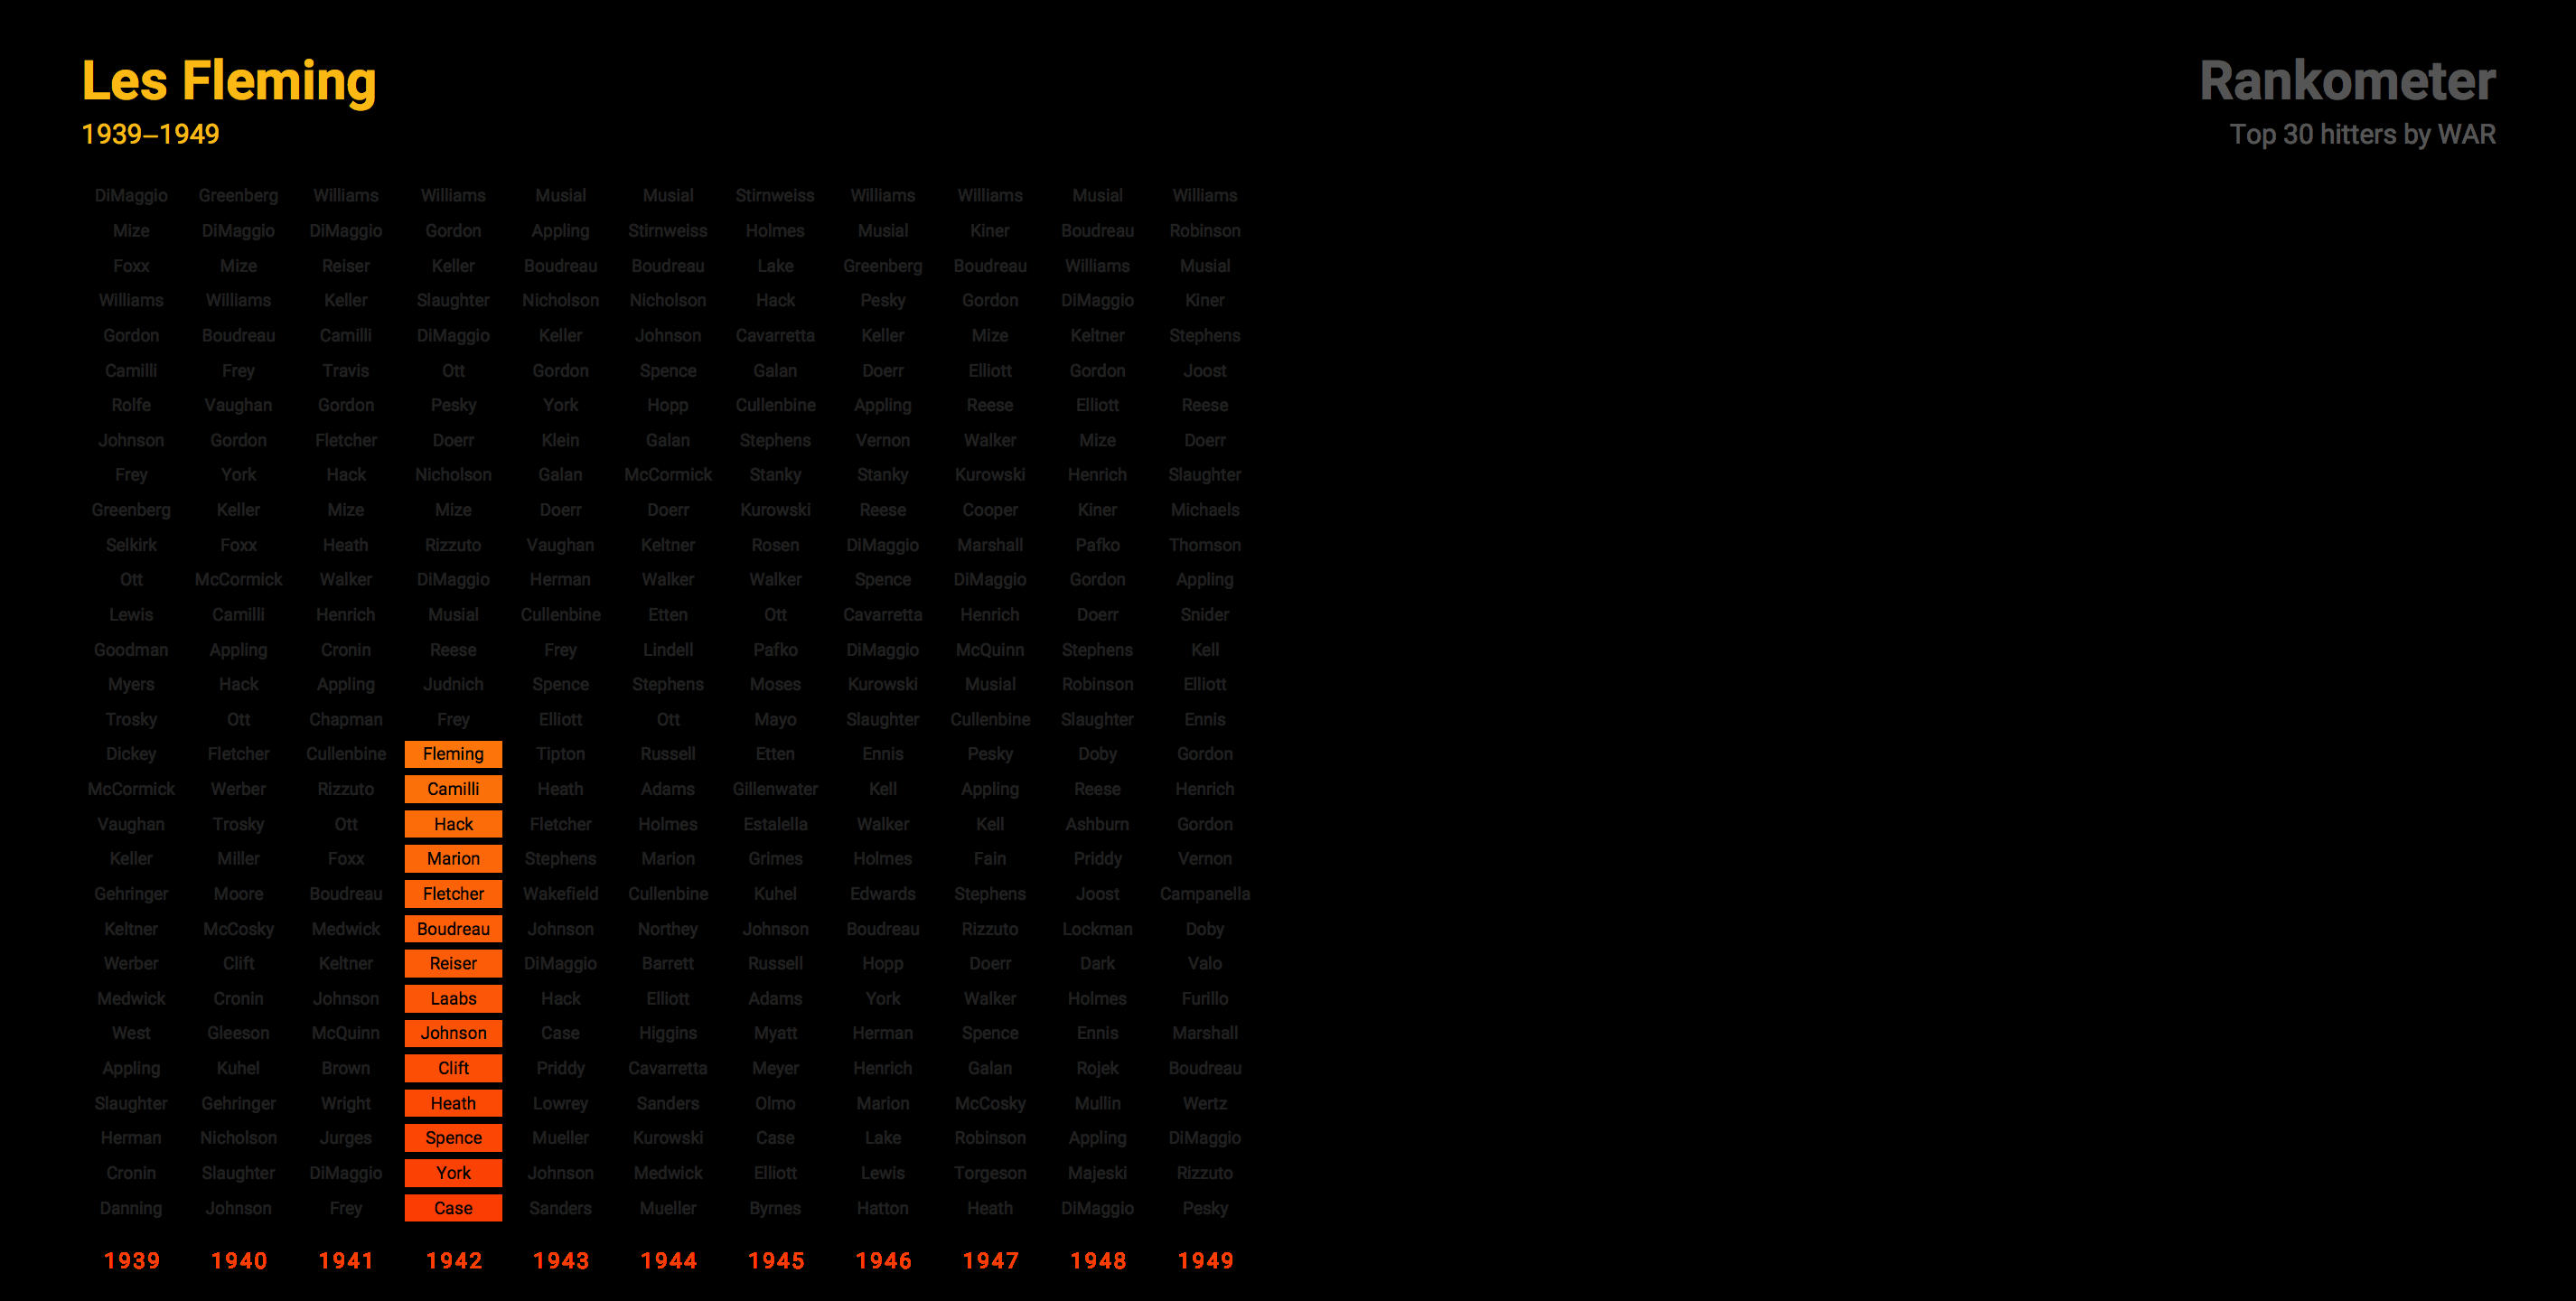 Les Fleming
1939–1949
Rankometer
Top 30 hitters by WAR
DiMaggio Greenberg Williams Williams Musial Musial Stirnweiss Williams Williams Musial Williams
Mize DiMaggio DiMaggio Gordon Appling Stirnweiss Holmes Musial Kiner Boudreau Robinson
Foxx Mize Reiser Keller Boudreau Boudreau Lake Greenberg Boudreau Williams Musial
Williams Williams Keller Slaughter Nicholson Nicholson Hack Pesky Gordon DiMaggio Kiner
Gordon Boudreau Camilli DiMaggio Keller Johnson Cavarretta Keller Mize Keltner Stephens
Camilli Frey Travis Ott Gordon Spence Galan Doerr Elliott Gordon Joost
Rolfe Vaughan Gordon Pesky York Hopp Cullenbine Appling Reese Elliott Reese
Johnson Gordon Fletcher Doerr Klein Galan Stephens Vernon Walker Mize Doerr
Frey York Hack Nicholson Galan McCormick Stanky Stanky Kurowski Henrich Slaughter
Greenberg Keller Mize Mize Doerr Doerr Kurowski Reese Cooper Kiner Michaels
Selkirk Foxx Heath Rizzuto Vaughan Keltner Rosen DiMaggio Marshall Pafko Thomson
Ott McCormick Walker DiMaggio Herman Walker Walker Spence DiMaggio Gordon Appling
Lewis Camilli Henrich Musial Cullenbine Etten Ott Cavarretta Henrich Doerr Snider
Goodman Appling Cronin Reese Frey Lindell Pafko DiMaggio McQuinn Stephens Kell
Myers Hack Appling Judnich Spence Stephens Moses Kurowski Musial Robinson Elliott
Trosky Ott Chapman Frey Elliott Ott Mayo Slaughter Cullenbine Slaughter Ennis
Dickey Fletcher Cullenbine Fleming Tipton Russell Etten Ennis Pesky Doby Gordon
McCormick Werber Rizzuto Camilli Heath Adams Gillenwater Kell Appling Reese Henrich
Vaughan Trosky Ott Hack Fletcher Holmes Estalella Walker Kell Ashburn Gordon
Keller Miller Foxx Marion Stephens Marion Grimes Holmes Fain Priddy Vernon
Gehringer Moore Boudreau Fletcher Wakefield Cullenbine Kuhel Edwards Stephens Joost Campanella
Keltner McCosky Medwick Boudreau Johnson Northey Johnson Boudreau Rizzuto Lockman Doby
Werber Clift Keltner Reiser DiMaggio Barrett Russell Hopp Doerr Dark Valo
Medwick Cronin Johnson Laabs Hack Elliott Adams York Walker Holmes Furillo
West Gleeson McQuinn Johnson Case Higgins Myatt Herman Spence Ennis Marshall
Appling Kuhel Brown Clift Priddy Cavarretta Meyer Henrich Galan Rojek Boudreau
Slaughter Gehringer Wright Heath Lowrey Sanders Olmo Marion McCosky Mullin Wertz
Herman Nicholson Jurges Spence Mueller Kurowski Case Lake Robinson Appling DiMaggio
Cronin Slaughter DiMaggio York Johnson Medwick Elliott Lewis Torgeson Majeski Rizzuto
Danning Johnson Frey Case Sanders Mueller Byrnes Hatton Heath DiMaggio Pesky
1939 1940 1941 1942 1943 1944 1945 1946 1947 1948 1949